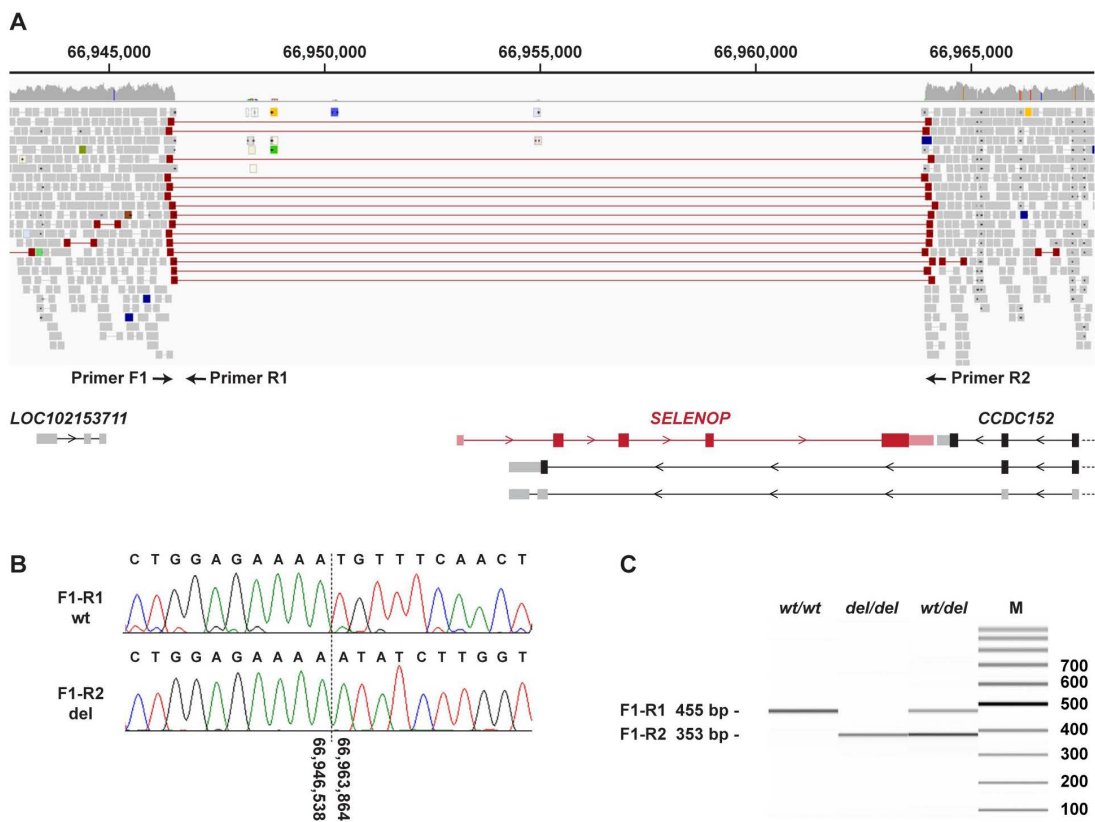 A
66,945,000 66,950,000 66,955,000 66,960,000 66,965,000
Primer F1 → ← Primer R1 ← Primer R2
LOC102153711 SELENOP CCDC152
B
C T G G A G A A A A T G T T T C A A C T
F1-R1
wt
C T G G A G A A A A A T A T C T T G G T
F1-R2
del
66,946,538
66,963,864
C
wt/wt del/del wt/del M
700
600
500
F1-R1 455 bp -
400
F1-R2 353 bp -
300
200
100